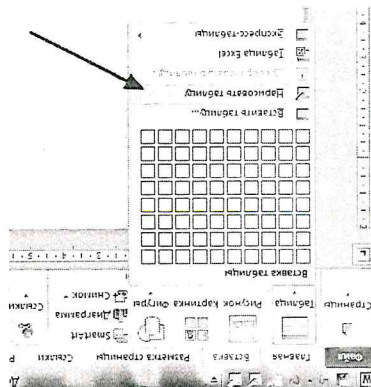 W
Файл Главная Вставка Разметка страницы Ссылки Р
SmartArt
Диаграмма
Страницы Таблица Рисунок Картинка Фигуры Снимок Ссылки
Вставка таблицы
Вставить таблицу...
Нарисовать таблицу
Таблица Excel
Экспресс-таблицы